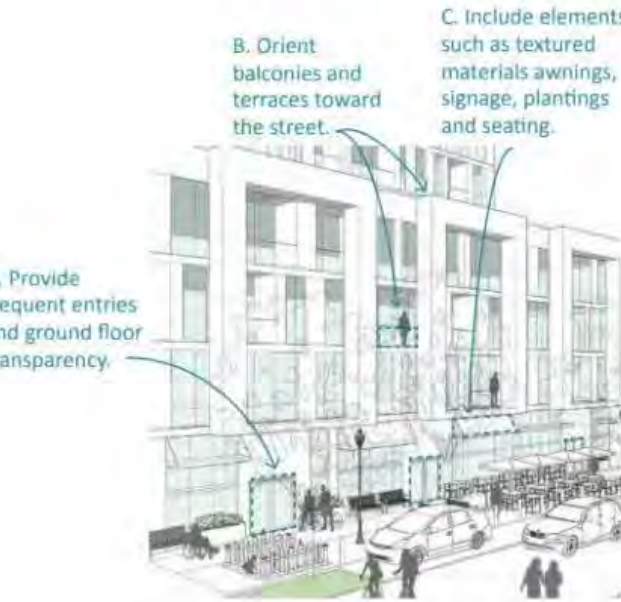 B. Orient
balconies and
terraces toward
the street.
C. Include elements
such as textured
materials awnings,
signage, plantings
and seating.
. Provide
equent entries
nd ground floor
ansparency.